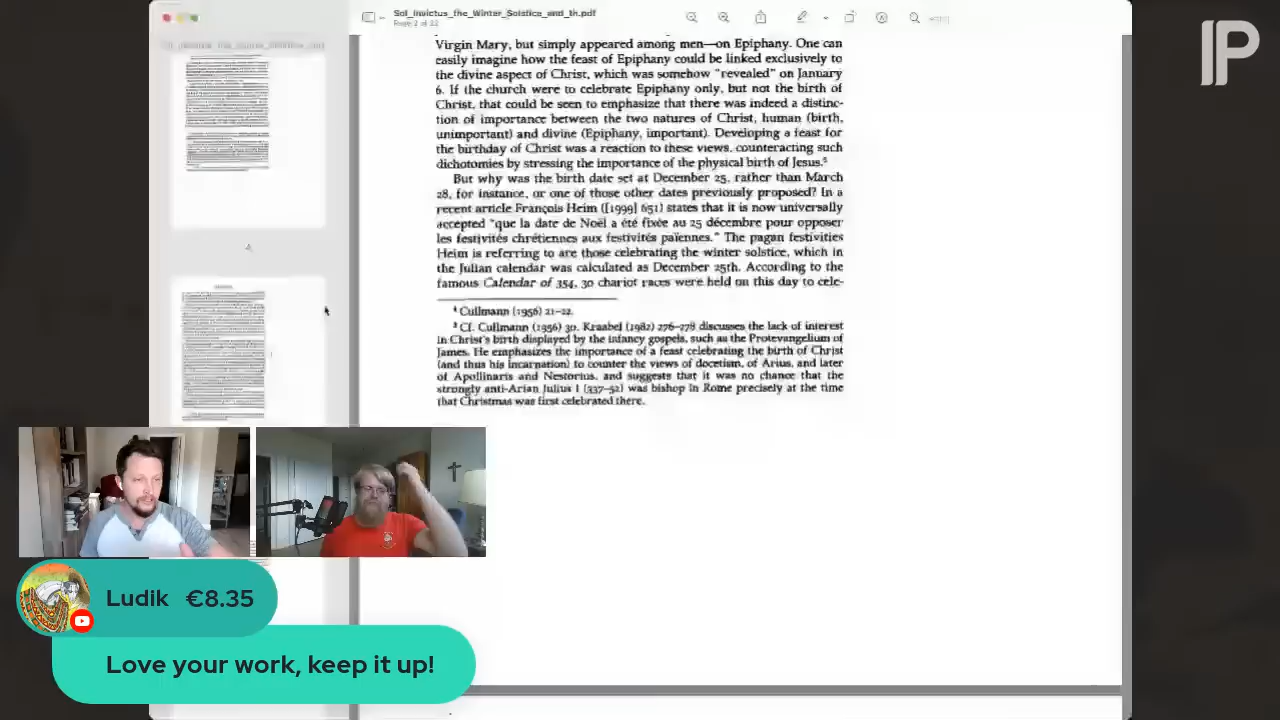 Sol_Invictus_the_Winter_Solstice_and_th.pdf
Page 2 of 22
IP
Virgin Mary, but simply appeared among men—on Epiphany. One can
easily imagine how the feast of Epiphany could be linked exclusively to
the divine aspect of Christ, which was somehow "revealed" on January
6. If the church were to celebrate Epiphany only, but not the birth of
Christ, that could be seen to emphasize that there was indeed a distinc-
tion of importance between the two natures of Christ, human (birth,
unimportant) and divine (Epiphany, important). Developing a feast for
the birthday of Christ was a reaction to these views, counteracting such
dichotomies by stressing the importance of the physical birth of Jesus.⁵
But why was the birth date set at December 25, rather than March
28, for instance, or one of those other dates previously proposed? In a
recent article François Heim ([1999] 651) states that it is now universally
accepted "que la date de Noël a été fixée au 25 décembre pour opposer
les festivités chrétiennes aux festivités païennes." The pagan festivities
Heim is referring to are those celebrating the winter solstice, which in
the Julian calendar was calculated as December 25th. According to the
famous Calendar of 354, 30 chariot races were held on this day to cele-
⁴ Cullmann (1956) 21–22.
⁵ Cf. Cullmann (1956) 30. Kraabel (1982) 276–278 discusses the lack of interest
in Christ's birth displayed by the infancy gospels, such as the Protevangelium of
James. He emphasizes the importance of a feast celebrating the birth of Christ
(and thus his incarnation) to counter the views of docetism, of Arius, and later
of Apollinaris and Nestorius, and suggests that it was no chance that the
strongly anti-Arian Julius I (337–52) was bishop in Rome precisely at the time
that Christmas was first celebrated there.
Ludik €8.35
Love your work, keep it up!